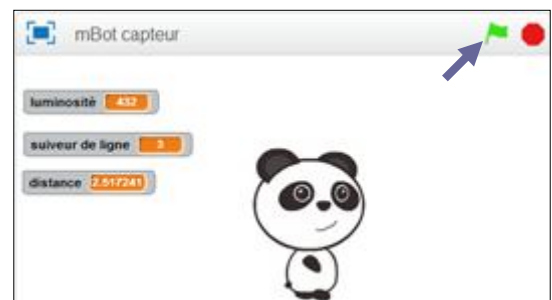 mBot capteur
luminosité 432
suiveur de ligne 3
distance 2.517241